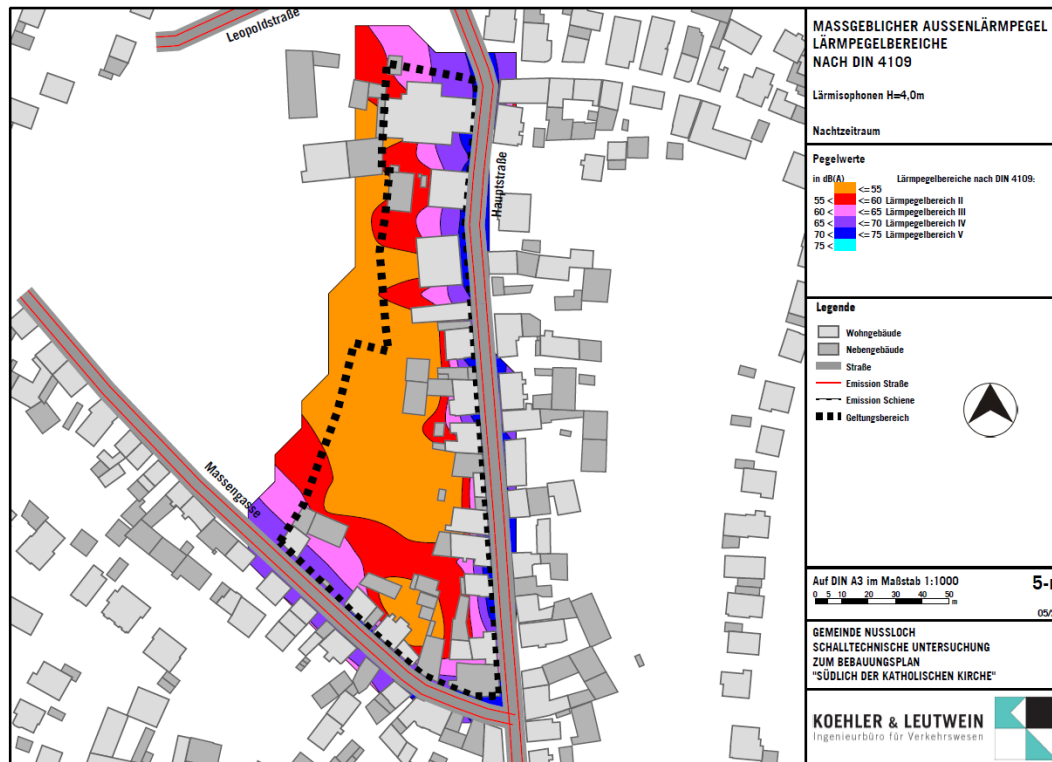 Leopoldstraße
Hauptstraße
Massengasse
MASSGEBLICHER AUSSENLÄRMPEGEL
LÄRMPEGELBEREICHE
NACH DIN 4109
Lärmisophonen H=4,0m
Nachtzeitraum
Pegelwerte
in dB(A) Lärmpegelbereiche nach DIN 4109:
<= 55
55 < <= 60 Lärmpegelbereich II
60 < <= 65 Lärmpegelbereich III
65 < <= 70 Lärmpegelbereich IV
70 < <= 75 Lärmpegelbereich V
75 <
Legende
Wohngebäude
Nebengebäude
Straße
Emission Straße
Emission Schiene
Geltungsbereich
Auf DIN A3 im Maßstab 1:1000
0 5 10 20 30 40 50
m
GEMEINDE NUSSLOCH
SCHALLTECHNISCHE UNTERSUCHUNG
ZUM BEBAUUNGSPLAN
"SÜDLICH DER KATHOLISCHEN KIRCHE"
KOEHLER & LEUTWEIN
Ingenieurbüro für Verkehrswesen